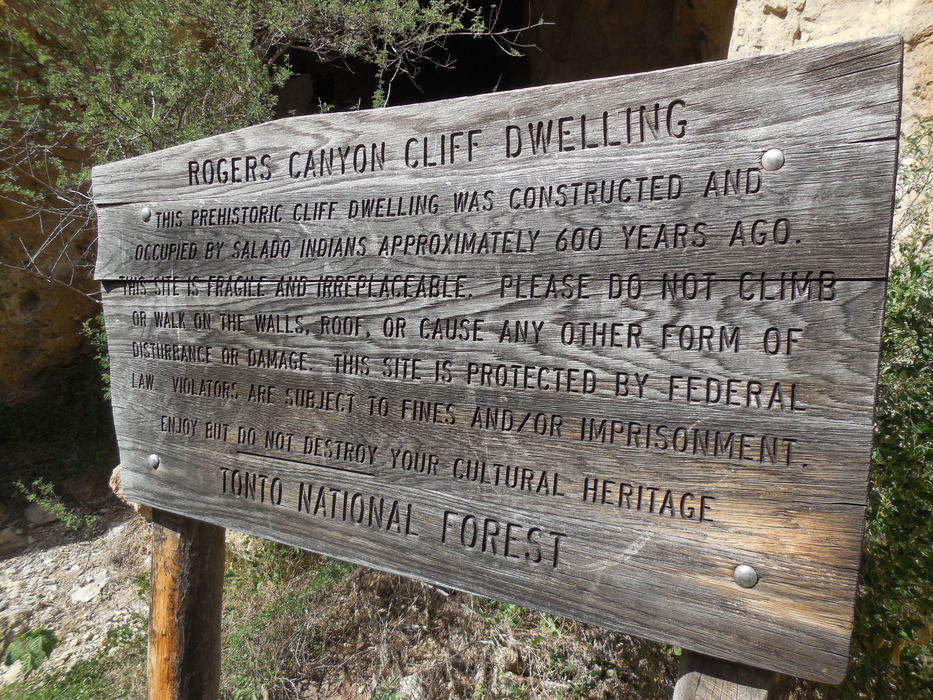 ROGERS CANYON CLIFF DWELLING
THIS PREHISTORIC CLIFF DWELLING WAS CONSTRUCTED AND
OCCUPIED BY SALADO INDIANS APPROXIMATELY 600 YEARS AGO.
THIS SITE IS FRAGILE AND IRREPLACEABLE. PLEASE DO NOT CLIMB
OR WALK ON THE WALLS, ROOF, OR CAUSE ANY OTHER FORM OF
DISTURBANCE OR DAMAGE. THIS SITE IS PROTECTED BY FEDERAL
LAW. VIOLATORS ARE SUBJECT TO FINES AND/OR IMPRISONMENT.
ENJOY BUT DO NOT DESTROY YOUR CULTURAL HERITAGE
TONTO NATIONAL FOREST